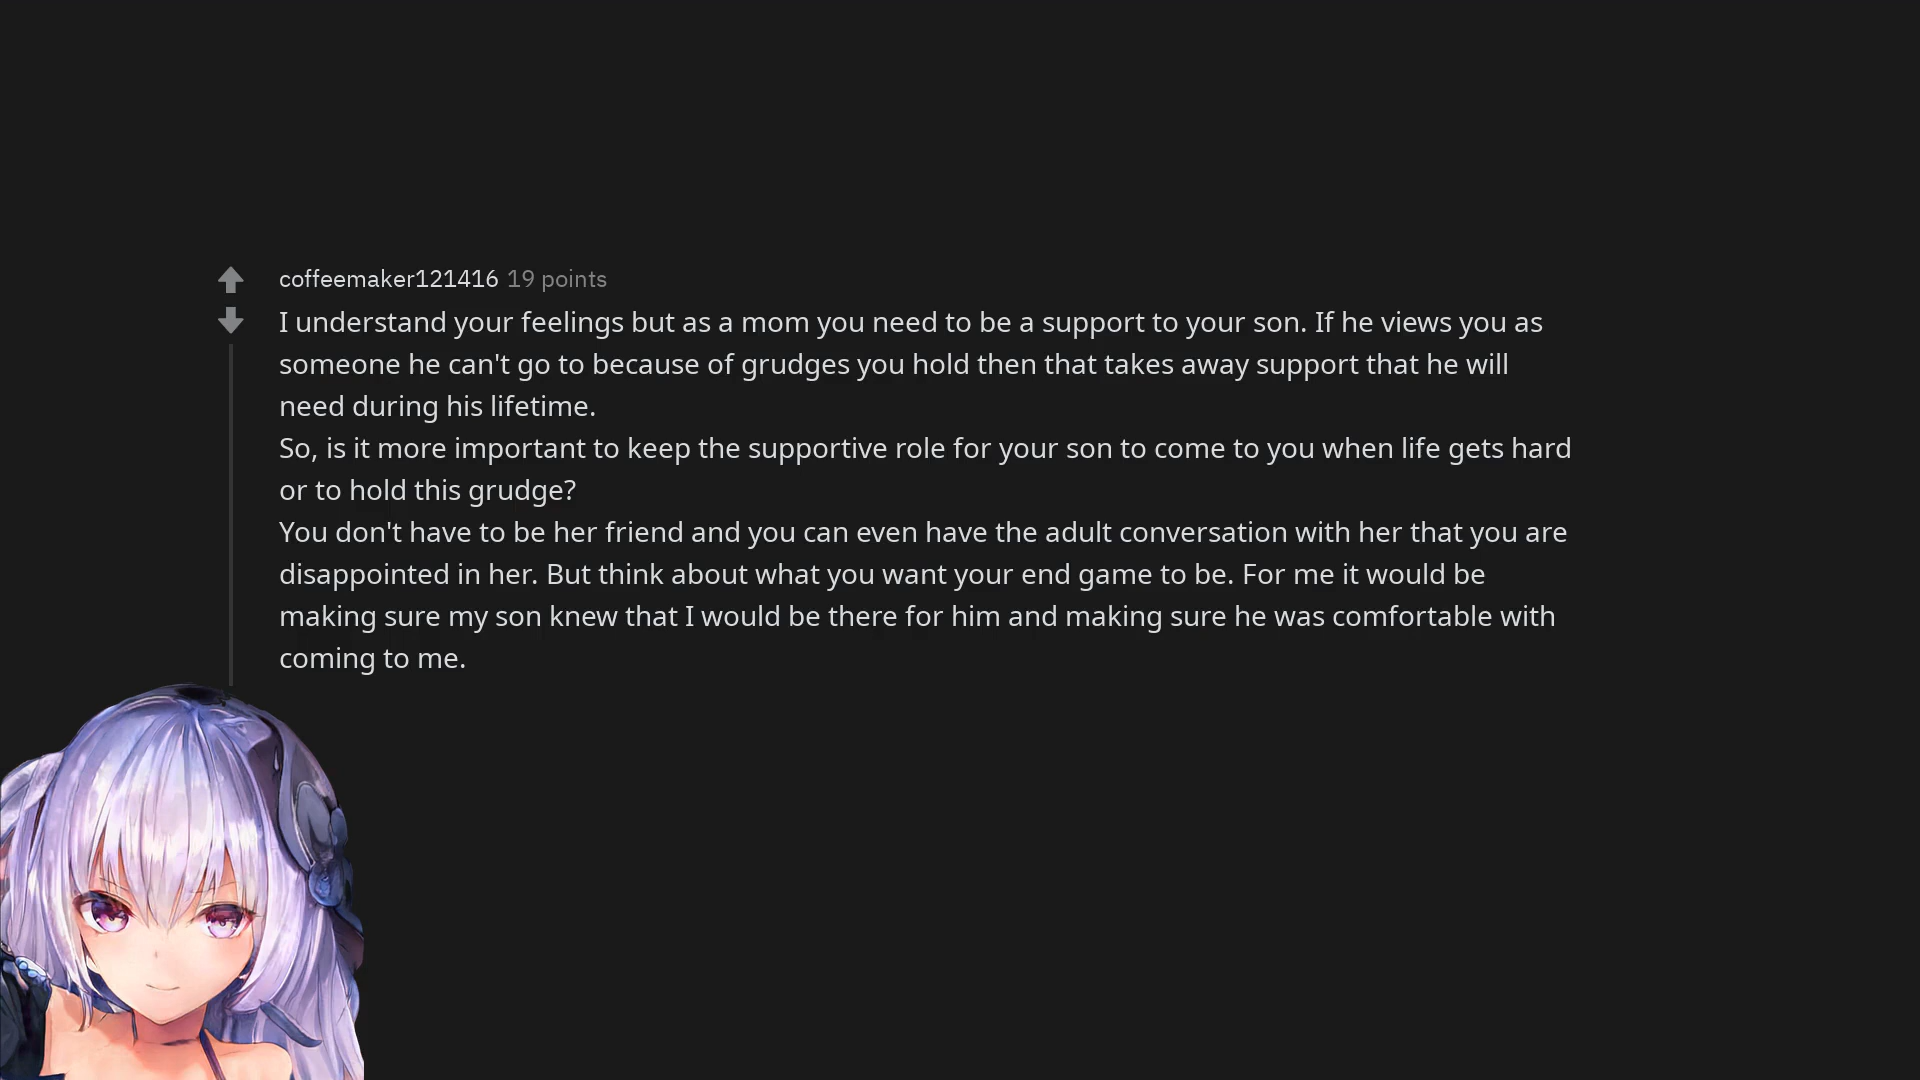 coffeemaker121416 19 points
I understand your feelings but as a mom you need to be a support to your son. If he views you as
someone he can't go to because of grudges you hold then that takes away support that he will
need during his lifetime.
So, is it more important to keep the supportive role for your son to come to you when life gets hard
or to hold this grudge?
You don't have to be her friend and you can even have the adult conversation with her that you are
disappointed in her. But think about what you want your end game to be. For me it would be
making sure my son knew that I would be there for him and making sure he was comfortable with
coming to me.